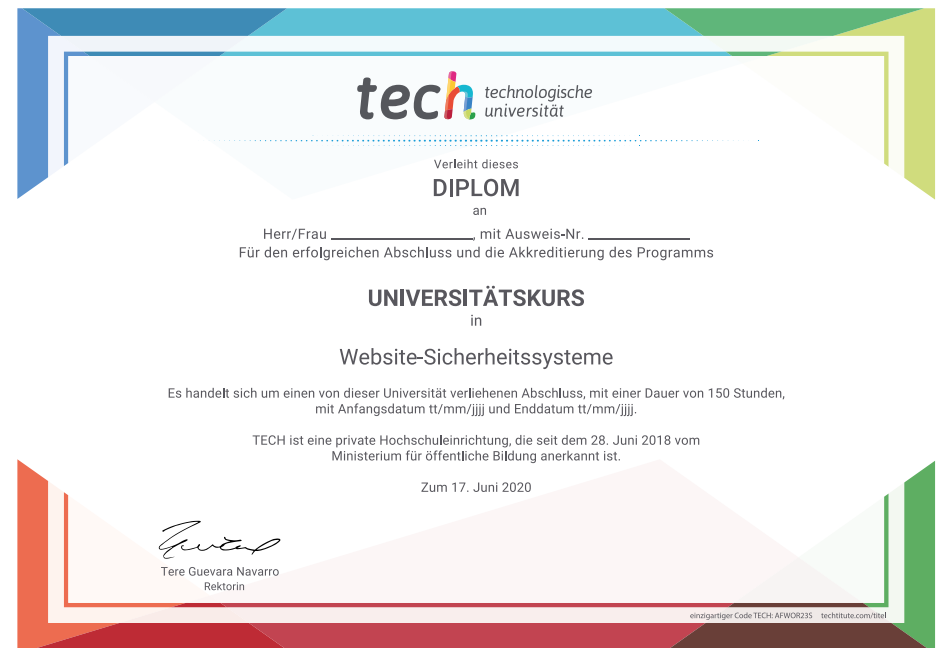 tech technologische
universität
Verleiht dieses
DIPLOM
an
Herr/Frau ____________, mit Ausweis-Nr. ____________
Für den erfolgreichen Abschluss und die Akkreditierung des Programms
UNIVERSITÄTSKURS
in
Website-Sicherheitssysteme
Es handelt sich um einen von dieser Universität verliehenen Abschluss, mit einer Dauer von 150 Stunden,
mit Anfangsdatum tt/mm/jjjj und Enddatum tt/mm/jjjj.
TECH ist eine private Hochschuleinrichtung, die seit dem 28. Juni 2018 vom
Ministerium für öffentliche Bildung anerkannt ist.
Zum 17. Juni 2020
Tere Guevara Navarro
Rektorin
einzigartiger Code TECH: AFWOR23S techtitute.com/titel